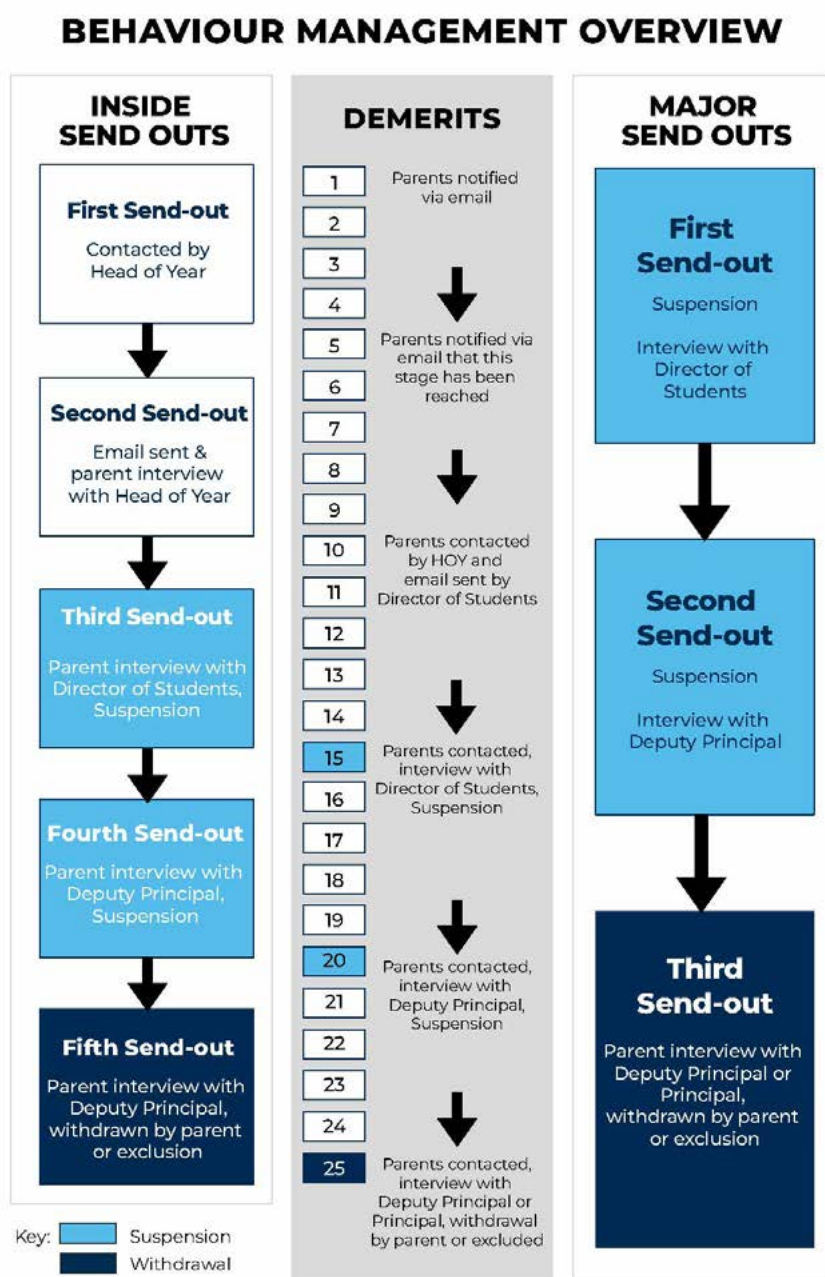 BEHAVIOUR MANAGEMENT OVERVIEW
INSIDE
SEND OUTS
First Send-out
Contacted by
Head of Year
Second Send-out
Email sent &
parent interview
with Head of Year
Third Send-out
Parent interview with
Director of Students,
Suspension
Fourth Send-out
Parent interview with
Deputy Principal,
Suspension
Fifth Send-out
Parent interview with
Deputy Principal,
withdrawn by parent
or exclusion
Key:
Suspension
Withdrawal
DEMERITS
1
Parents notified
via email
2
3
4
5
Parents notified via
email that this
stage has been
reached
6
7
8
9
10
Parents contacted
by HOY and
email sent by
Director of Students
11
12
13
14
15
Parents contacted,
interview with
Director of Students,
Suspension
16
17
18
19
20
Parents contacted,
interview with
Deputy Principal,
Suspension
21
22
23
24
25
Parents contacted,
interview with
Deputy Principal or
Principal, withdrawal
by parent or excluded
MAJOR
SEND OUTS
First
Send-out
Suspension
Interview with
Director of
Students
Second
Send-out
Suspension
Interview with
Deputy Principal
Third
Send-out
Parent interview with
Deputy Principal or
Principal,
withdrawn by parent
or exclusion